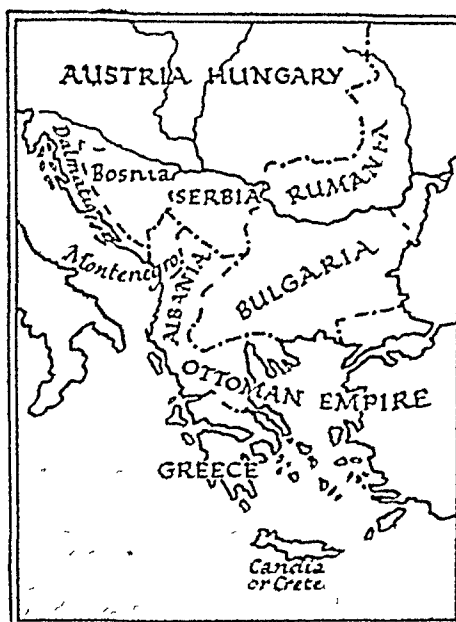 AUSTRIA HUNGARY
RUMANIA
Dalmatia
Bosnia
SERBIA
Montenegro
ALBANIA
BULGARIA
OTTOMAN EMPIRE
GREECE
Candia
or Crete